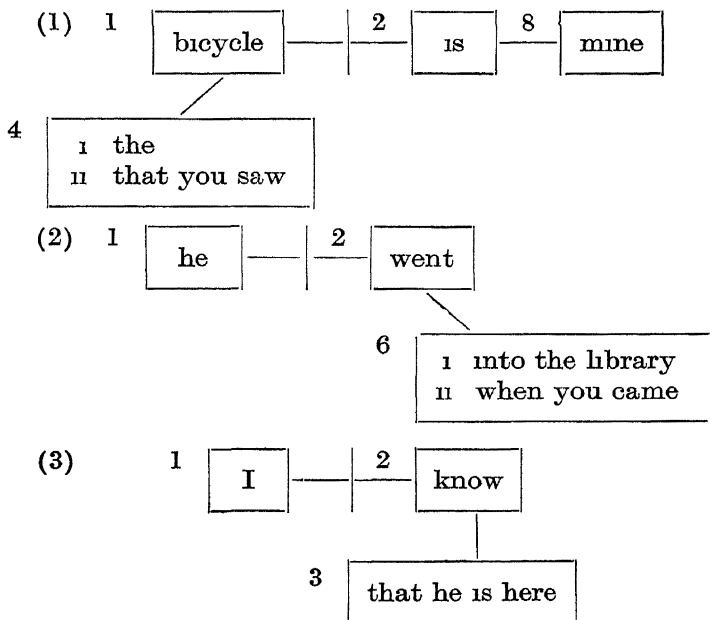 (1) 1 bicycle 2 is 8 mine
4
i the
ii that you saw
(2) 1 he 2 went
6
i into the library
ii when you came
(3) 1 I 2 know
3 that he is here